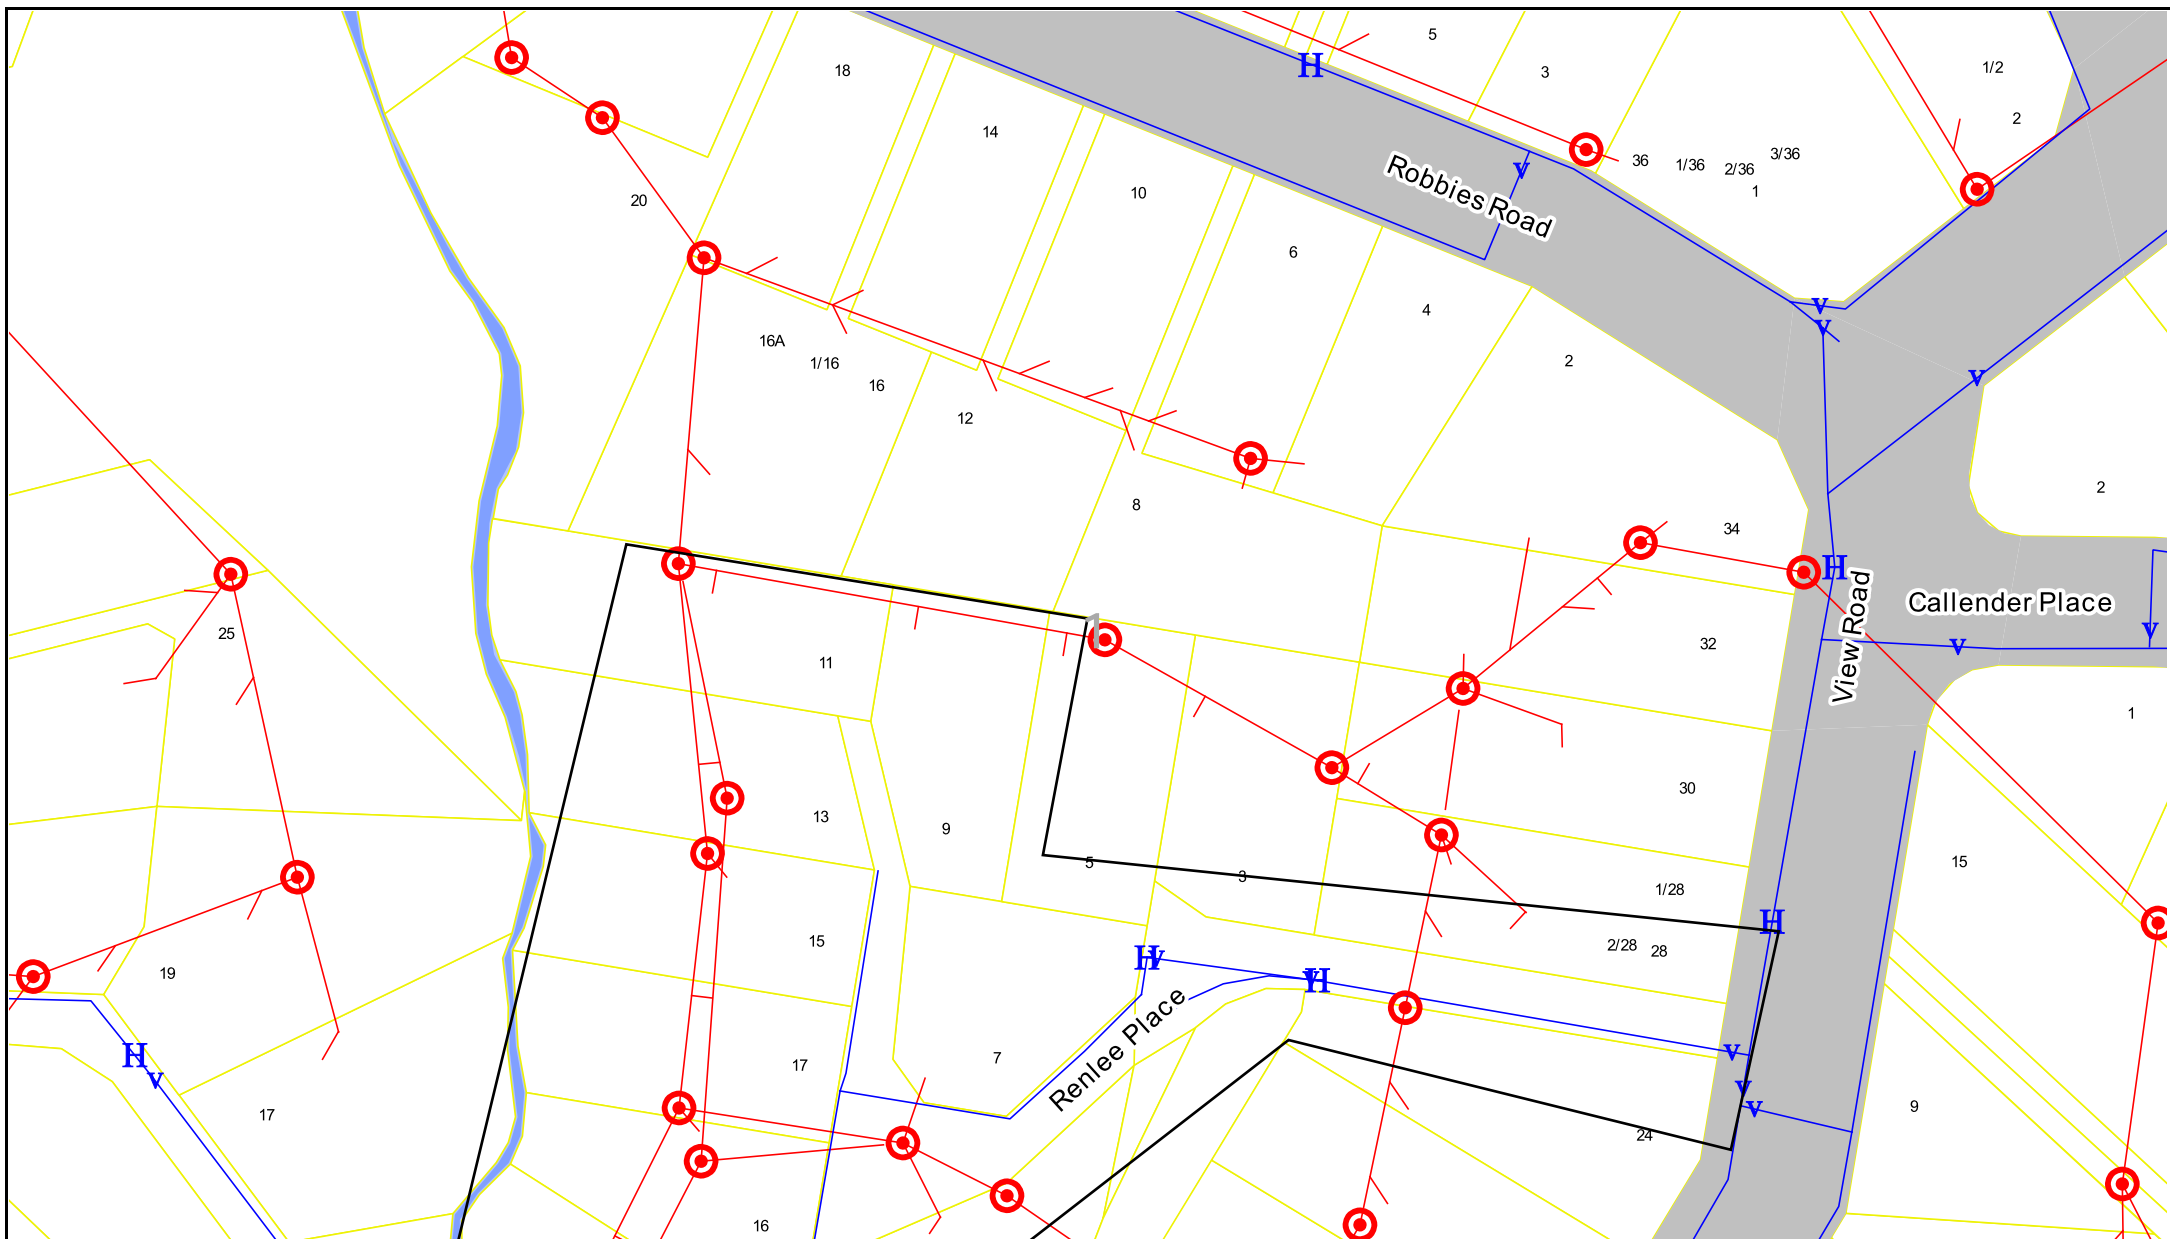 5
18
3
1/2
2
14
36
1/36
2/36
3/36
1
Robbies Road
20
10
6
4
16A
1/16
16
2
12
8
2
34
Callender Place
View Road
25
32
11
1
30
13
9
5
3
15
1/28
15
2/28
28
19
Renlee Place
7
17
17
9
24
16
H
v
v
v
v
H
v
v
H
H
v
v
H
H
v
v
v
v